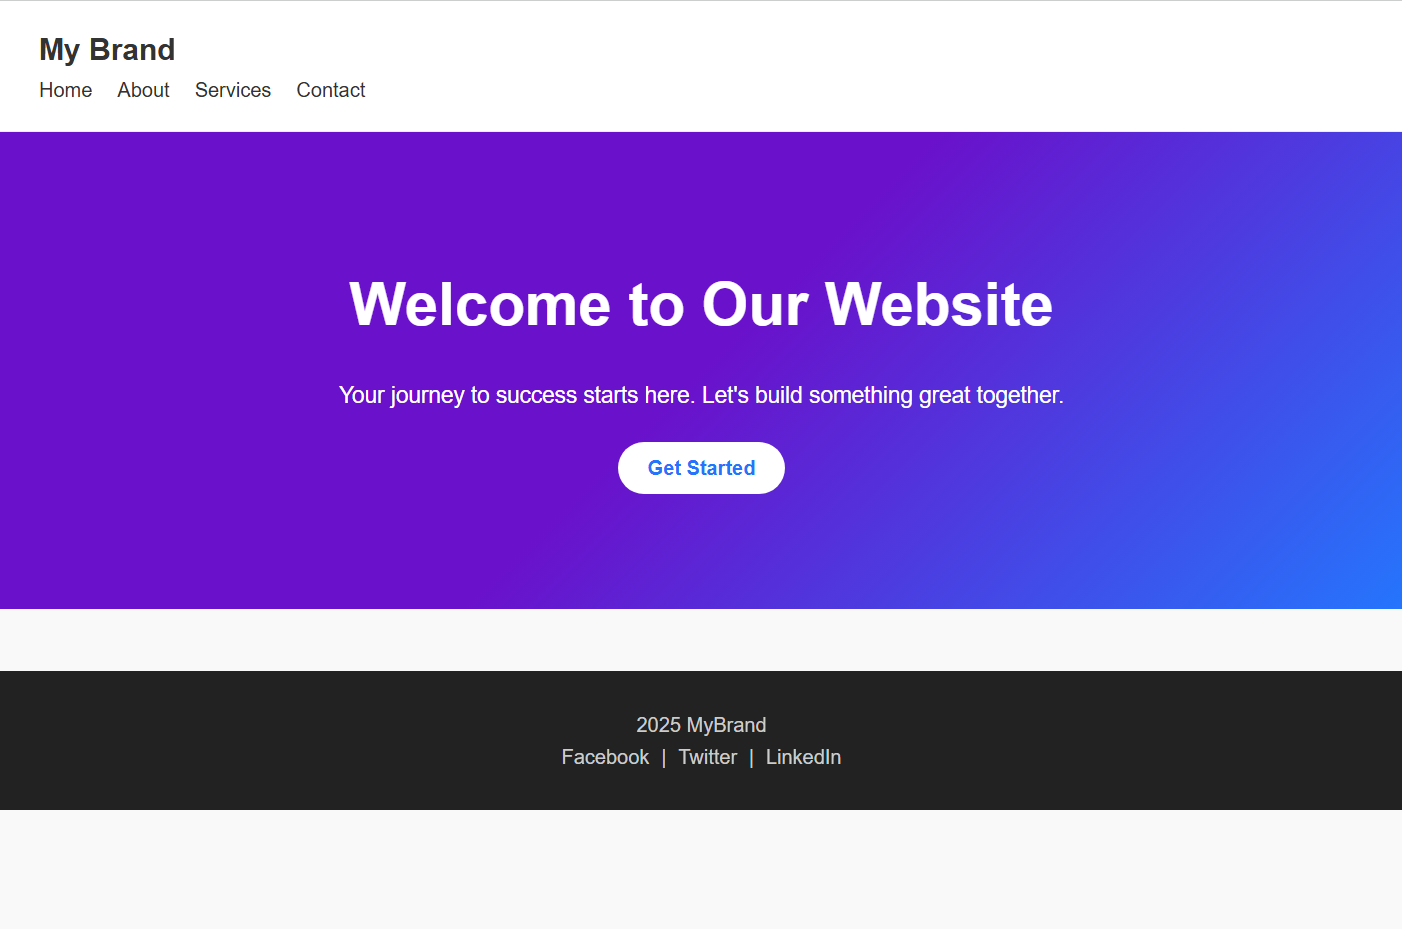 My Brand
Home About Services Contact
Welcome to Our Website
Your journey to success starts here. Let's build something great together.
Get Started
2025 MyBrand
Facebook | Twitter | LinkedIn